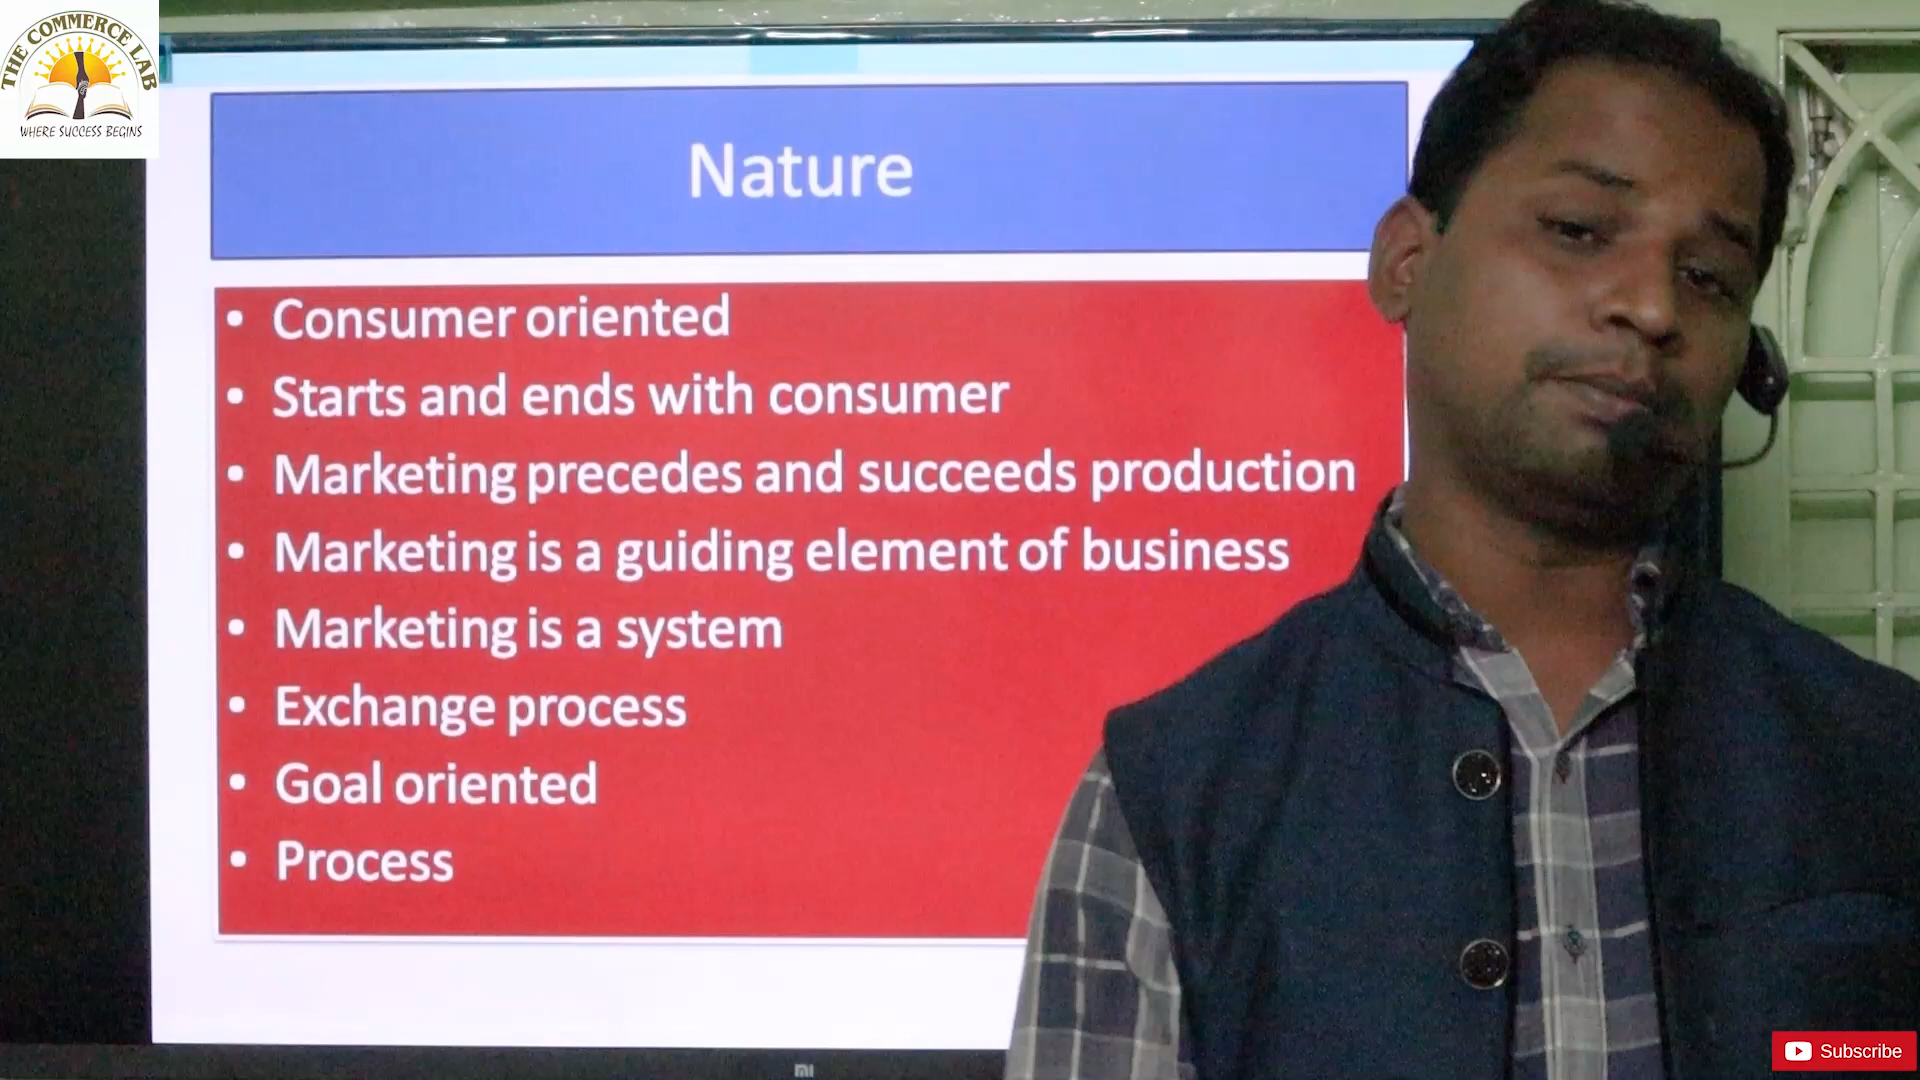 THE COMMERCE LAB
WHERE SUCCESS BEGINS
Nature
• Consumer oriented
• Starts and ends with consumer
• Marketing precedes and succeeds production
• Marketing is a guiding element of business
• Marketing is a system
• Exchange process
• Goal oriented
• Process
mi
Subscribe